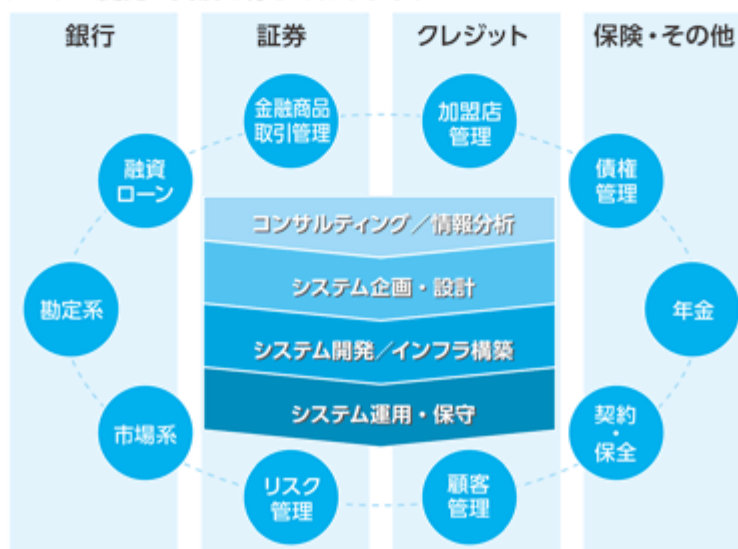 銀行
証券
クレジット
保険・その他
金融商品
取引管理
加盟店
管理
融資
ローン
債権
管理
コンサルティング／情報分析
システム企画・設計
勘定系
年金
システム開発／インフラ構築
システム運用・保守
市場系
契約
・
保全
リスク
管理
顧客
管理